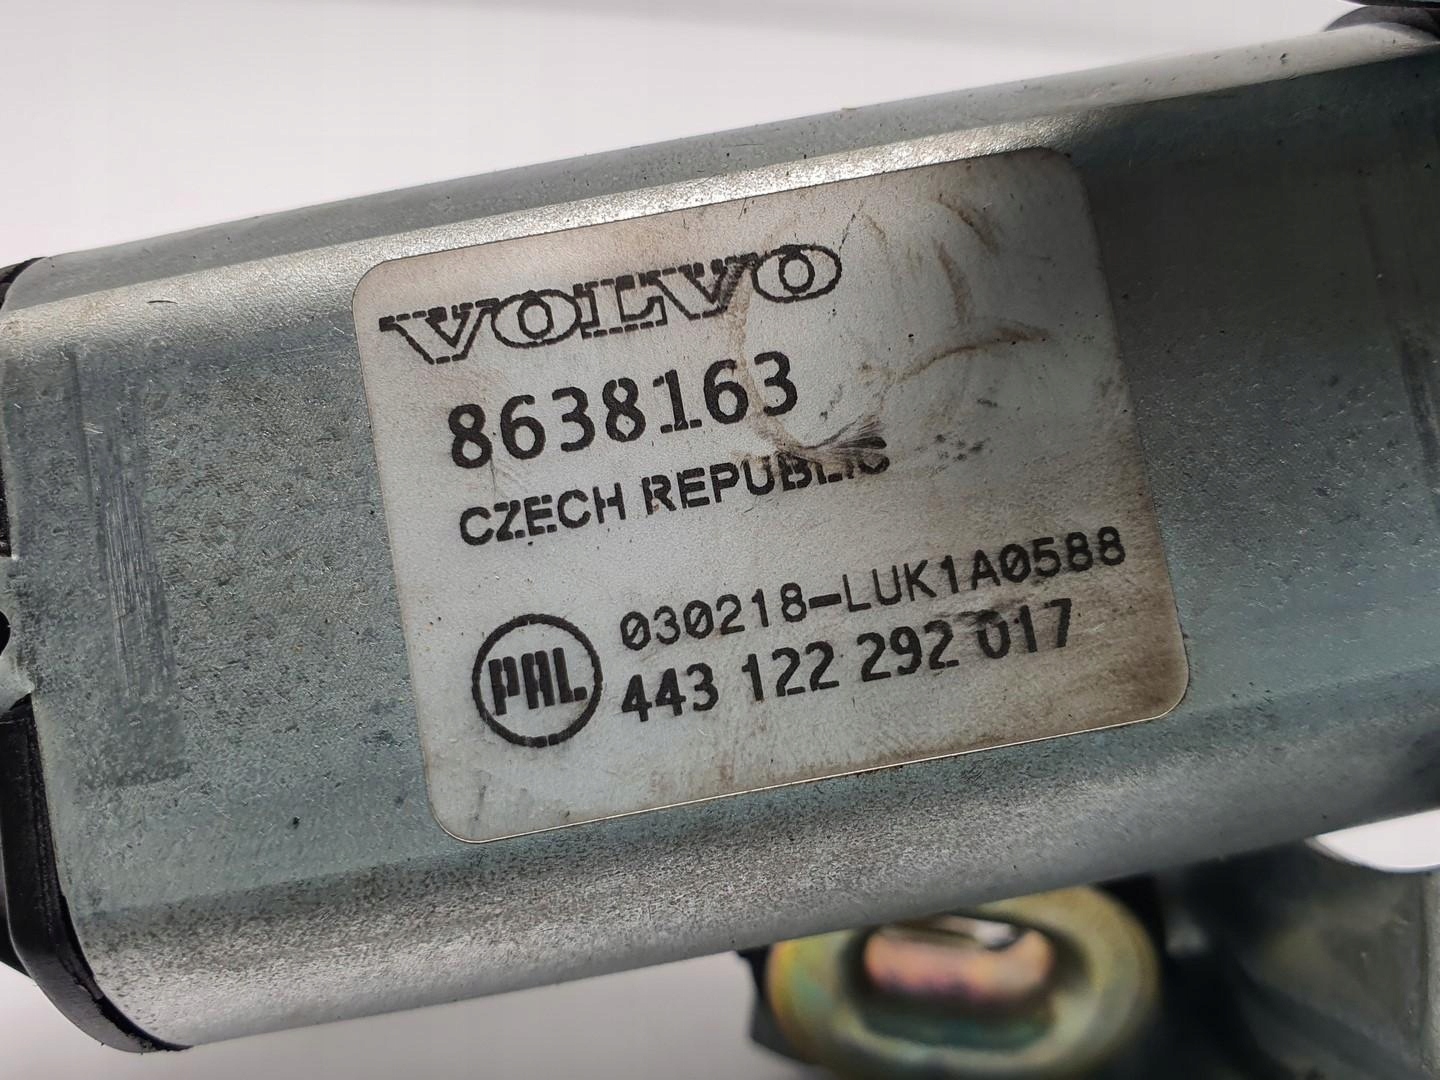 VOLVO
8638163
CZECH REPUBLIC
030218-LUK1A0588
PAL 443 122 292 017